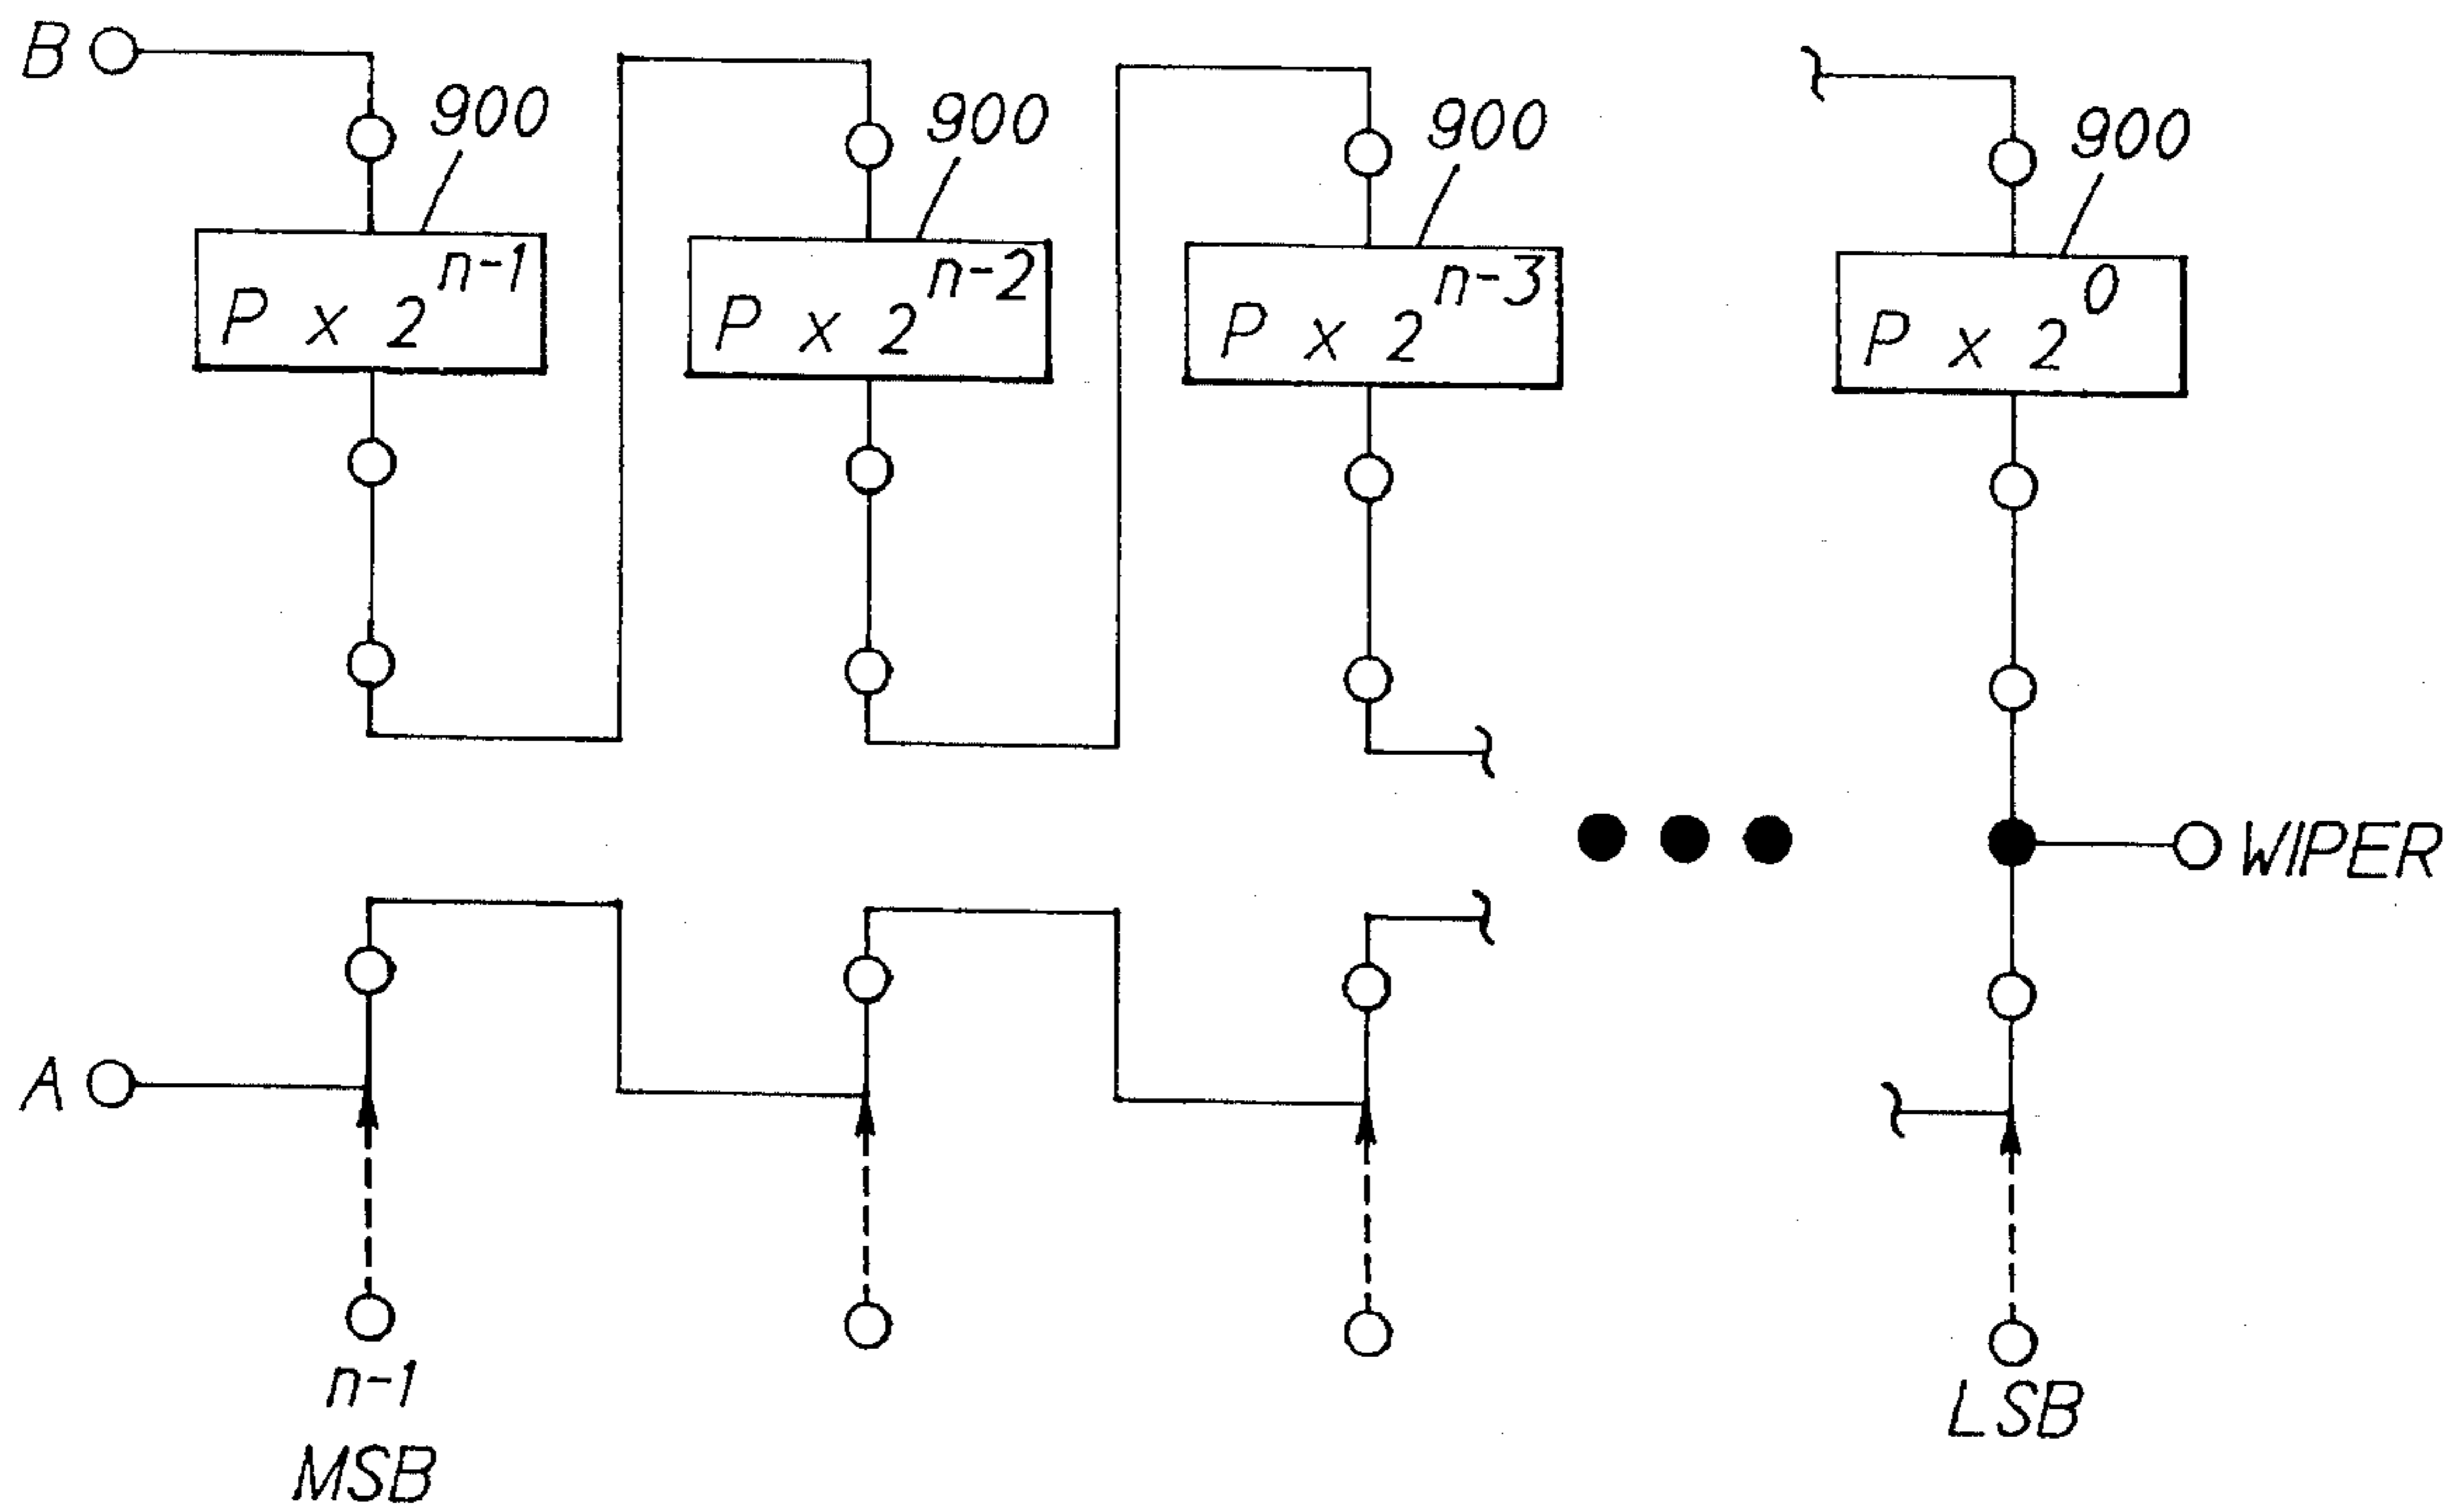 B
900
900
900
900
P x 2^n-1
P x 2^n-2
P x 2^n-3
P x 2^0
WIPER
A
n-1
MSB
LSB